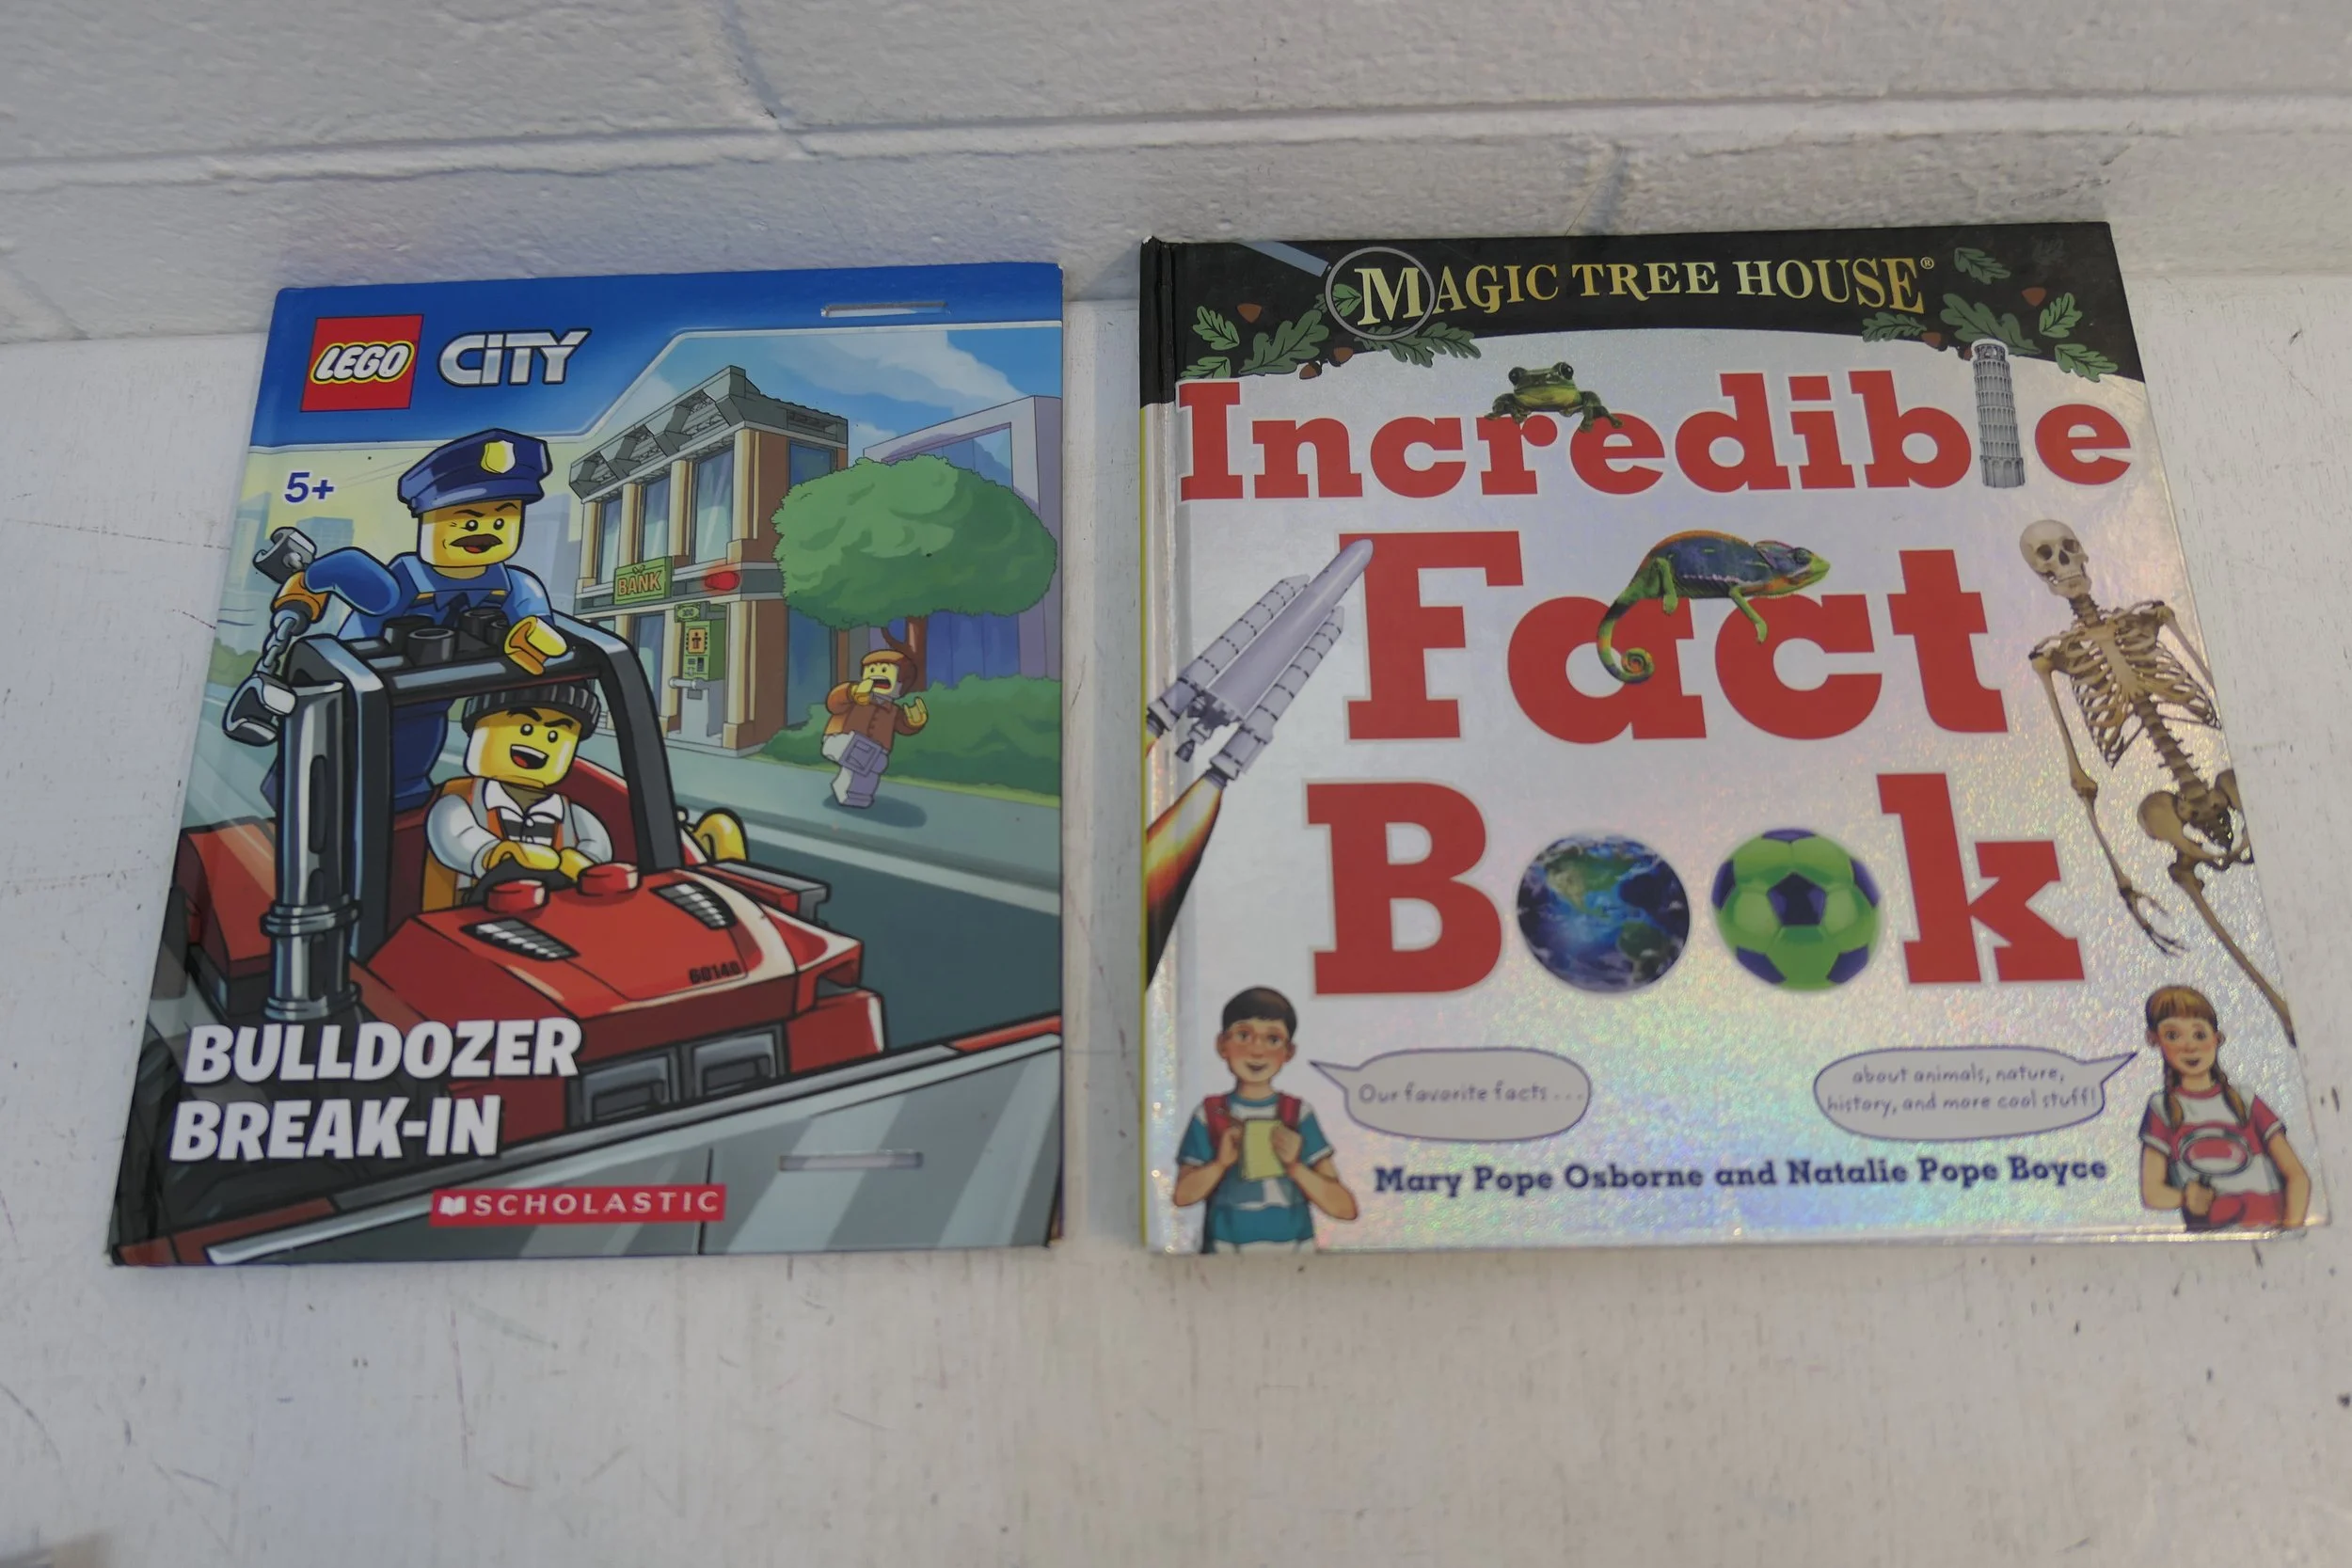 LEGO CITY
5+
BANK
60140
BULLDOZER
BREAK-IN
SCHOLASTIC
MAGIC TREE HOUSE®
Incredible
Fact
Book
Our favorite facts ...
about animals, nature,
history, and more cool stuff!
Mary Pope Osborne and Natalie Pope Boyce